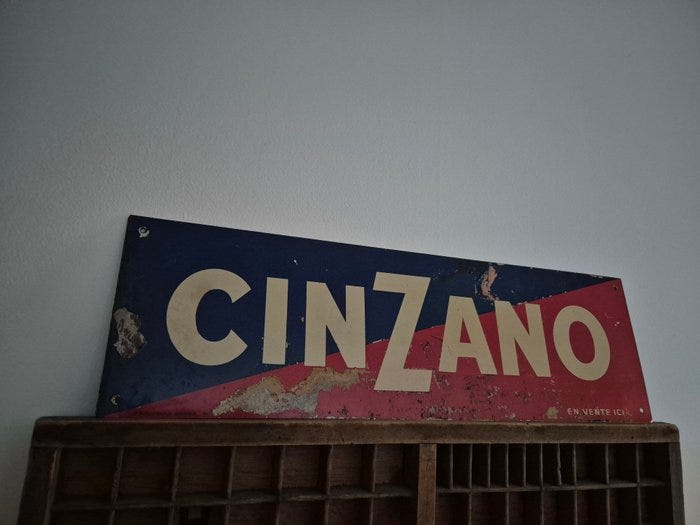 CINZANO
EN VENTE ICI